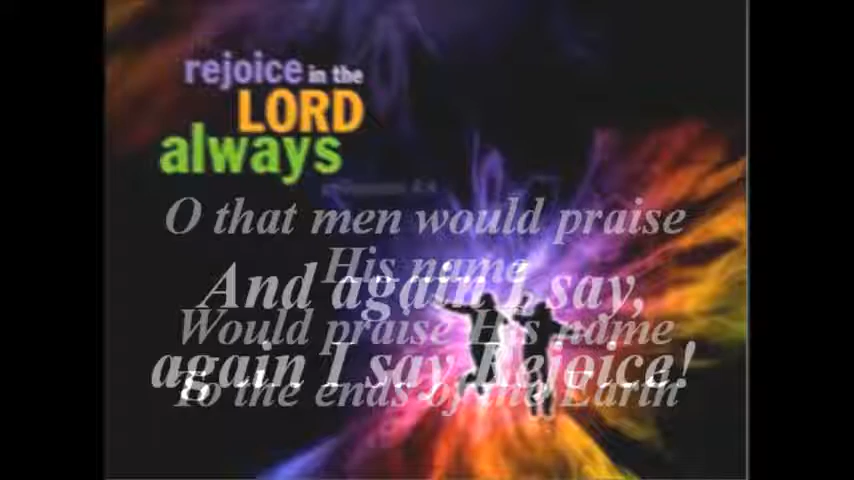 rejoice in the
LORD
always
O that men would praise
His name
And again I say,
Would praise His name
again I say Rejoice!
To the ends of the Earth